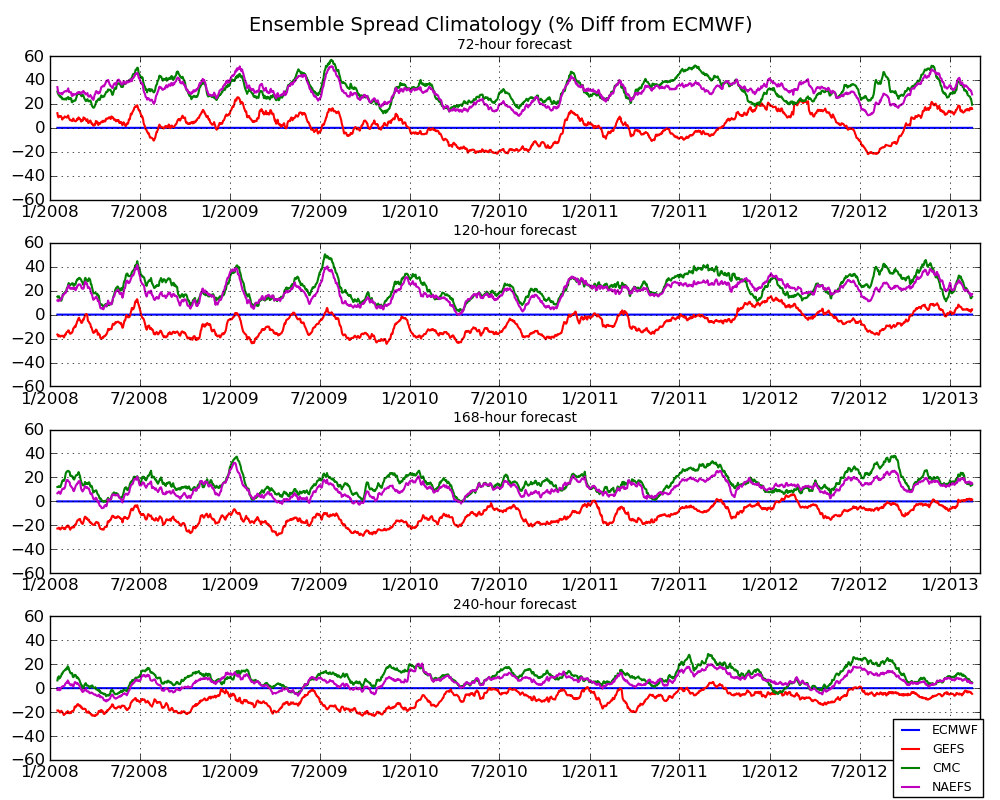 Ensemble Spread Climatology (% Diff from ECMWF)
72-hour forecast
60
40
20
0
−20
−40
−60
1/2008 7/2008 1/2009 7/2009 1/2010 7/2010 1/2011 7/2011 1/2012 7/2012 1/2013
120-hour forecast
60
40
20
0
−20
−40
−60
1/2008 7/2008 1/2009 7/2009 1/2010 7/2010 1/2011 7/2011 1/2012 7/2012 1/2013
168-hour forecast
60
40
20
0
−20
−40
−60
1/2008 7/2008 1/2009 7/2009 1/2010 7/2010 1/2011 7/2011 1/2012 7/2012 1/2013
240-hour forecast
60
40
20
0
−20
−40
−60
1/2008 7/2008 1/2009 7/2009 1/2010 7/2010 1/2011 7/2011 1/2012 7/2012
ECMWF
GEFS
CMC
NAEFS